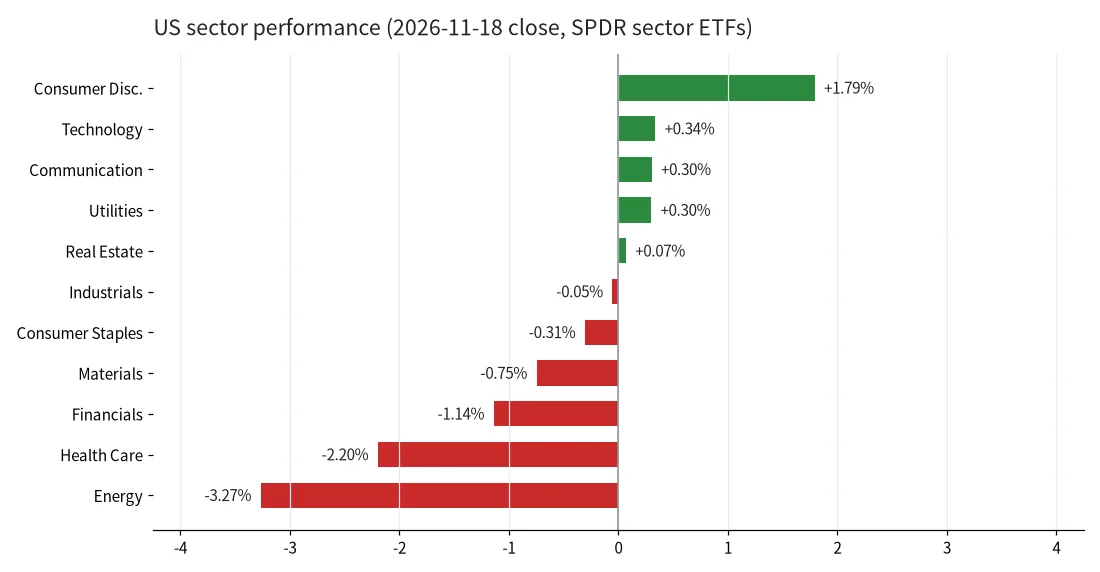 US sector performance (2026-11-18 close, SPDR sector ETFs)
Consumer Disc. +1.79%
Technology +0.34%
Communication +0.30%
Utilities +0.30%
Real Estate +0.07%
Industrials -0.05%
Consumer Staples -0.31%
Materials -0.75%
Financials -1.14%
Health Care -2.20%
Energy -3.27%
-4 -3 -2 -1 0 1 2 3 4